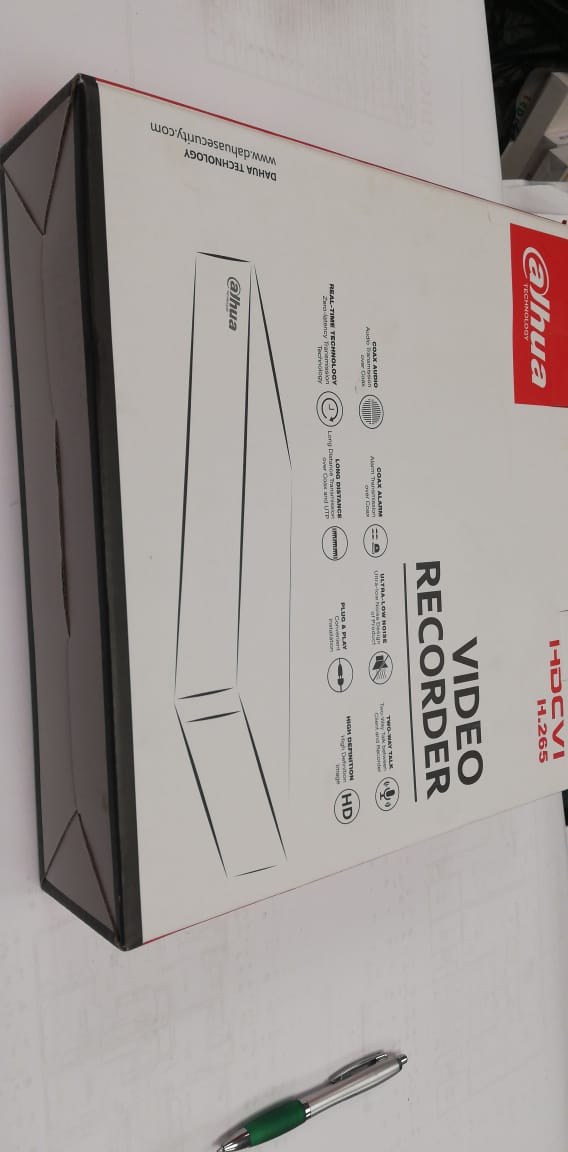 alhua
TECHNOLOGY
HDCVI
H.265
VIDEO
RECORDER
COAX AUDIO
Audio Transmission
over Coax
COAX ALARM
Alarm Transmission
over Coax
ULTRA-LOW NOISE
Ultra-low Noise Design
of Product
TWO-WAY TALK
Two-Way Talk between
Client and Recorder
REAL-TIME TECHNOLOGY
Zero-latency Transmission
Technology
LONG DISTANCE
Long Distance Transmission
over Coax and UTP
PLUG & PLAY
Convenient
Installation
HIGH DEFINITION
High Definition
Image
HD
alhua
DAHUA TECHNOLOGY
www.dahuasecurity.com